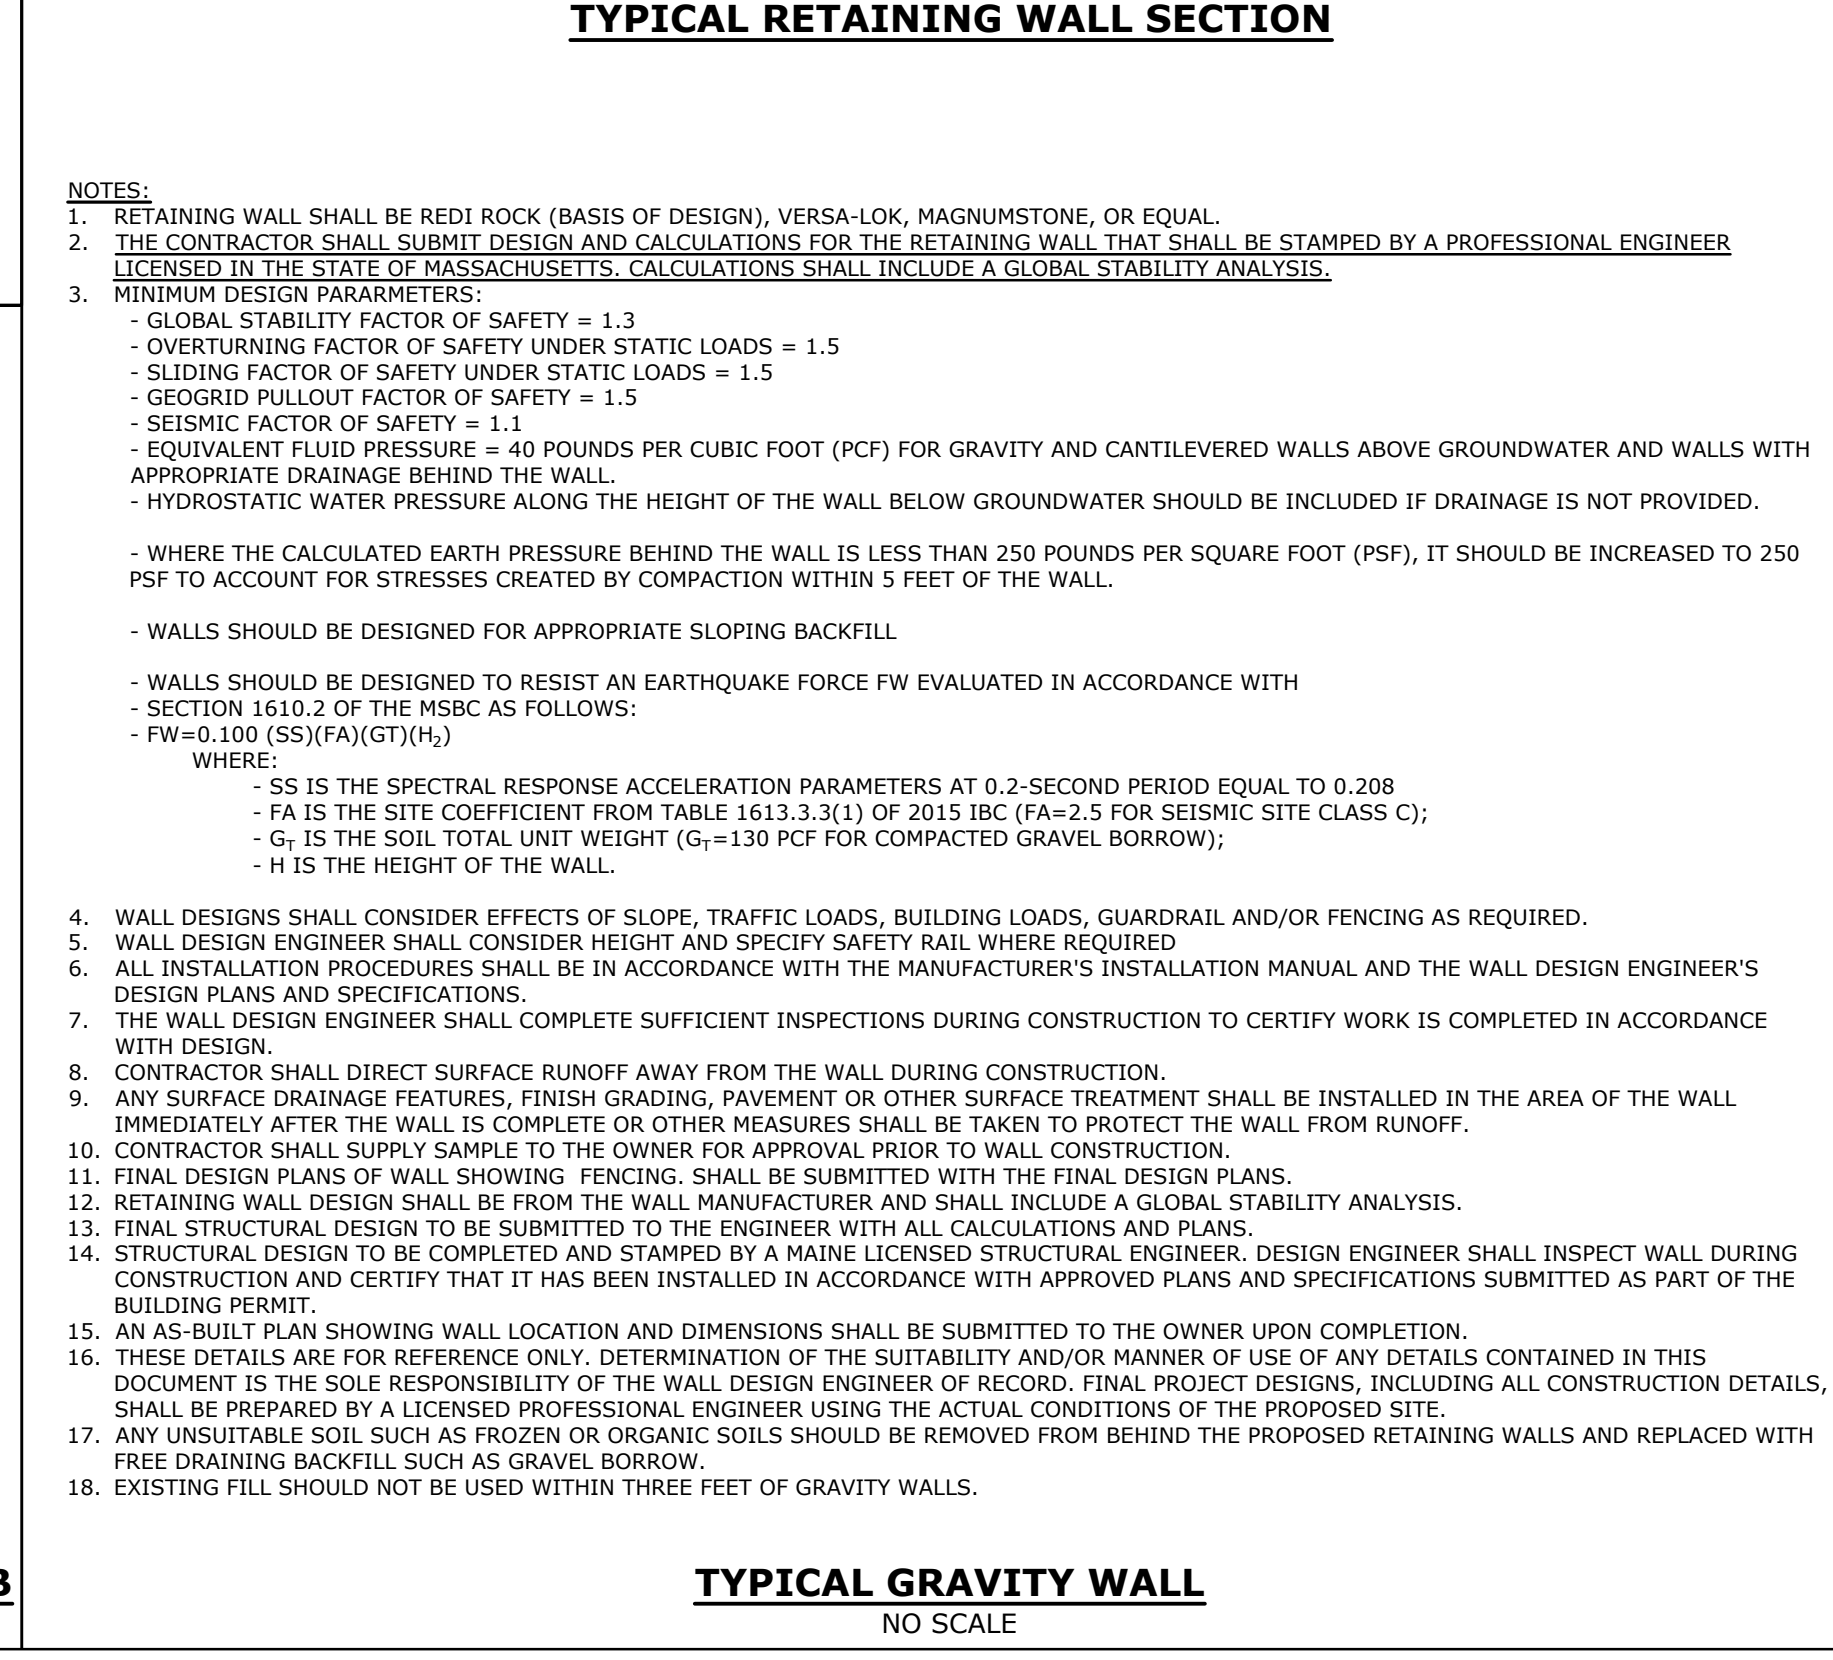 TYPICAL RETAINING WALL SECTION
NOTES:
1. RETAINING WALL SHALL BE REDI ROCK (BASIS OF DESIGN), VERSA-LOK, MAGNUMSTONE, OR EQUAL.
2. THE CONTRACTOR SHALL SUBMIT DESIGN AND CALCULATIONS FOR THE RETAINING WALL THAT SHALL BE STAMPED BY A PROFESSIONAL ENGINEER
LICENSED IN THE STATE OF MASSACHUSETTS. CALCULATIONS SHALL INCLUDE A GLOBAL STABILITY ANALYSIS.
3. MINIMUM DESIGN PARARMETERS:
- GLOBAL STABILITY FACTOR OF SAFETY = 1.3
- OVERTURNING FACTOR OF SAFETY UNDER STATIC LOADS = 1.5
- SLIDING FACTOR OF SAFETY UNDER STATIC LOADS = 1.5
- GEOGRID PULLOUT FACTOR OF SAFETY = 1.5
- SEISMIC FACTOR OF SAFETY = 1.1
- EQUIVALENT FLUID PRESSURE = 40 POUNDS PER CUBIC FOOT (PCF) FOR GRAVITY AND CANTILEVERED WALLS ABOVE GROUNDWATER AND WALLS WITH
APPROPRIATE DRAINAGE BEHIND THE WALL.
- HYDROSTATIC WATER PRESSURE ALONG THE HEIGHT OF THE WALL BELOW GROUNDWATER SHOULD BE INCLUDED IF DRAINAGE IS NOT PROVIDED.
- WHERE THE CALCULATED EARTH PRESSURE BEHIND THE WALL IS LESS THAN 250 POUNDS PER SQUARE FOOT (PSF), IT SHOULD BE INCREASED TO 250
PSF TO ACCOUNT FOR STRESSES CREATED BY COMPACTION WITHIN 5 FEET OF THE WALL.
- WALLS SHOULD BE DESIGNED FOR APPROPRIATE SLOPING BACKFILL
- WALLS SHOULD BE DESIGNED TO RESIST AN EARTHQUAKE FORCE FW EVALUATED IN ACCORDANCE WITH
- SECTION 1610.2 OF THE MSBC AS FOLLOWS:
- FW=0.100 (SS)(FA)(GT)(H₂)
WHERE:
- SS IS THE SPECTRAL RESPONSE ACCELERATION PARAMETERS AT 0.2-SECOND PERIOD EQUAL TO 0.208
- FA IS THE SITE COEFFICIENT FROM TABLE 1613.3.3(1) OF 2015 IBC (FA=2.5 FOR SEISMIC SITE CLASS C);
- GT IS THE SOIL TOTAL UNIT WEIGHT (GT=130 PCF FOR COMPACTED GRAVEL BORROW);
- H IS THE HEIGHT OF THE WALL.
4. WALL DESIGNS SHALL CONSIDER EFFECTS OF SLOPE, TRAFFIC LOADS, BUILDING LOADS, GUARDRAIL AND/OR FENCING AS REQUIRED.
5. WALL DESIGN ENGINEER SHALL CONSIDER HEIGHT AND SPECIFY SAFETY RAIL WHERE REQUIRED
6. ALL INSTALLATION PROCEDURES SHALL BE IN ACCORDANCE WITH THE MANUFACTURER'S INSTALLATION MANUAL AND THE WALL DESIGN ENGINEER'S
DESIGN PLANS AND SPECIFICATIONS.
7. THE WALL DESIGN ENGINEER SHALL COMPLETE SUFFICIENT INSPECTIONS DURING CONSTRUCTION TO CERTIFY WORK IS COMPLETED IN ACCORDANCE
WITH DESIGN.
8. CONTRACTOR SHALL DIRECT SURFACE RUNOFF AWAY FROM THE WALL DURING CONSTRUCTION.
9. ANY SURFACE DRAINAGE FEATURES, FINISH GRADING, PAVEMENT OR OTHER SURFACE TREATMENT SHALL BE INSTALLED IN THE AREA OF THE WALL
IMMEDIATELY AFTER THE WALL IS COMPLETE OR OTHER MEASURES SHALL BE TAKEN TO PROTECT THE WALL FROM RUNOFF.
10. CONTRACTOR SHALL SUPPLY SAMPLE TO THE OWNER FOR APPROVAL PRIOR TO WALL CONSTRUCTION.
11. FINAL DESIGN PLANS OF WALL SHOWING FENCING. SHALL BE SUBMITTED WITH THE FINAL DESIGN PLANS.
12. RETAINING WALL DESIGN SHALL BE FROM THE WALL MANUFACTURER AND SHALL INCLUDE A GLOBAL STABILITY ANALYSIS.
13. FINAL STRUCTURAL DESIGN TO BE SUBMITTED TO THE ENGINEER WITH ALL CALCULATIONS AND PLANS.
14. STRUCTURAL DESIGN TO BE COMPLETED AND STAMPED BY A MAINE LICENSED STRUCTURAL ENGINEER. DESIGN ENGINEER SHALL INSPECT WALL DURING
CONSTRUCTION AND CERTIFY THAT IT HAS BEEN INSTALLED IN ACCORDANCE WITH APPROVED PLANS AND SPECIFICATIONS SUBMITTED AS PART OF THE
BUILDING PERMIT.
15. AN AS-BUILT PLAN SHOWING WALL LOCATION AND DIMENSIONS SHALL BE SUBMITTED TO THE OWNER UPON COMPLETION.
16. THESE DETAILS ARE FOR REFERENCE ONLY. DETERMINATION OF THE SUITABILITY AND/OR MANNER OF USE OF ANY DETAILS CONTAINED IN THIS
DOCUMENT IS THE SOLE RESPONSIBILITY OF THE WALL DESIGN ENGINEER OF RECORD. FINAL PROJECT DESIGNS, INCLUDING ALL CONSTRUCTION DETAILS,
SHALL BE PREPARED BY A LICENSED PROFESSIONAL ENGINEER USING THE ACTUAL CONDITIONS OF THE PROPOSED SITE.
17. ANY UNSUITABLE SOIL SUCH AS FROZEN OR ORGANIC SOILS SHOULD BE REMOVED FROM BEHIND THE PROPOSED RETAINING WALLS AND REPLACED WITH
FREE DRAINING BACKFILL SUCH AS GRAVEL BORROW.
18. EXISTING FILL SHOULD NOT BE USED WITHIN THREE FEET OF GRAVITY WALLS.
TYPICAL GRAVITY WALL
NO SCALE